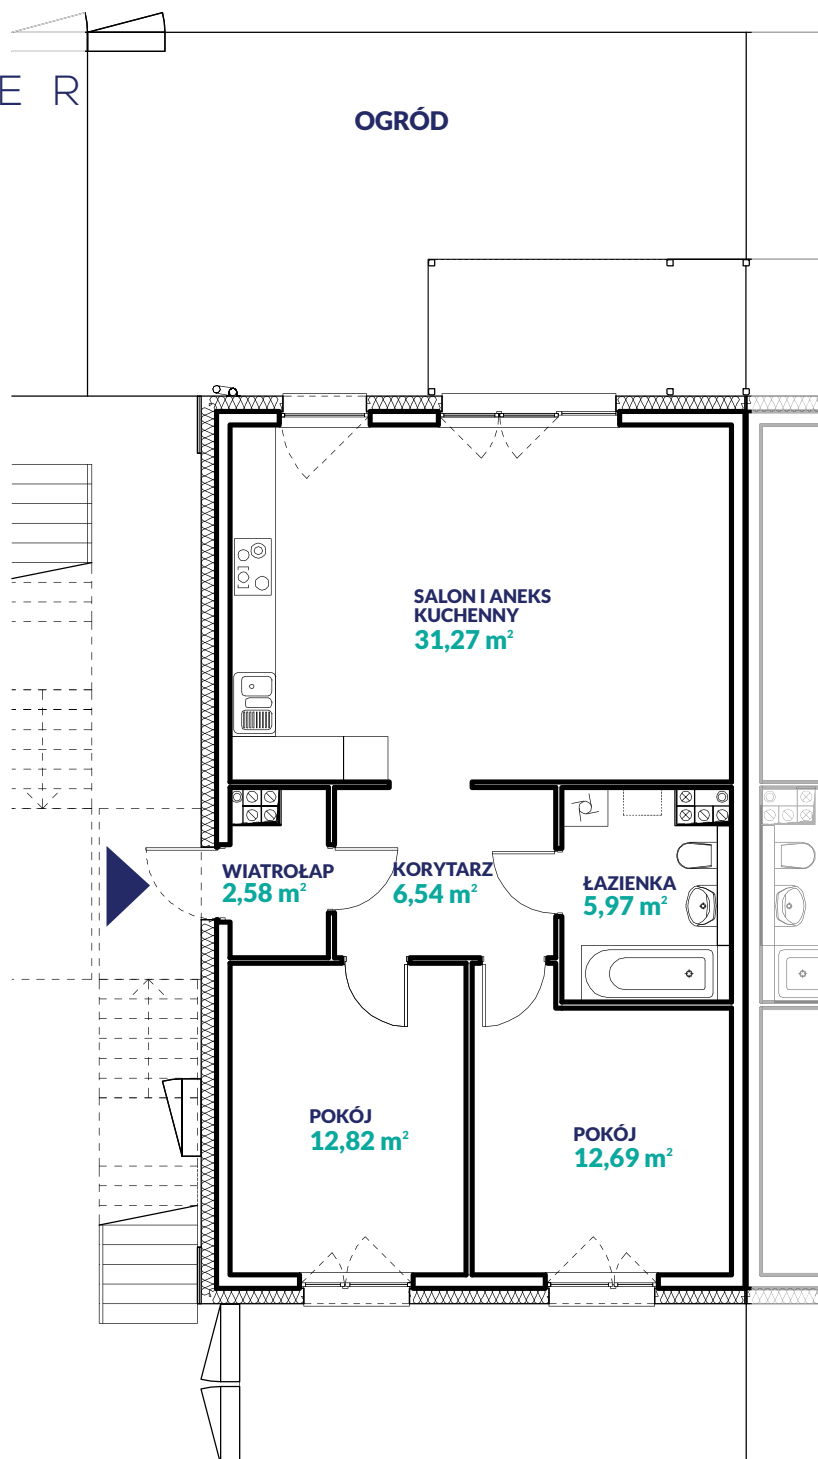 E R
OGRÓD
SALON I ANEKS
KUCHENNY
31,27 m²
WIATROŁAP
2,58 m²
KORYTARZ
6,54 m²
ŁAZIENKA
5,97 m²
POKÓJ
12,82 m²
POKÓJ
12,69 m²